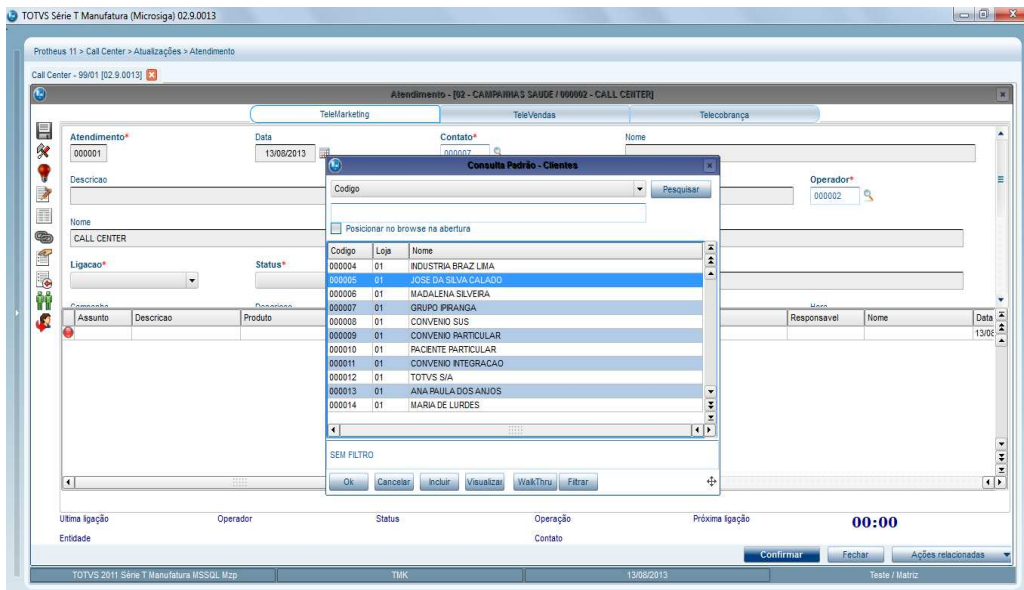 TOTVS Série T Manufatura (Microsiga) 02.9.0013
Protheus 11 > Call Center > Atualizações > Atendimento
Call Center - 99/01 [02.9.0013]
Atendimento - [02 - CAMPANHAS SAUDE / 000002 - CALL CENTER]
TeleMarketing TeleVendas Telecobrança
Atendimento* Data Contato* Nome
000001 13/08/2013 000007
Consulta Padrão - Clientes
Codigo Pesquisar
Posicionar no browse na abertura
Codigo Loja Nome
000004 01 INDUSTRIA BRAZ LIMA
000005 01 JOSE DA SILVA CALADO
000006 01 MADALENA SILVEIRA
000007 01 GRUPO IPIRANGA
000008 01 CONVENIO SUS
000009 01 CONVENIO PARTICULAR
000010 01 PACIENTE PARTICULAR
000011 01 CONVENIO INTEGRACAO
000012 01 TOTVS S/A
000013 01 ANA PAULA DOS ANJOS
000014 01 MARIA DE LURDES
SEM FILTRO
Ok Cancelar Incluir Visualizar WalkThru Filtrar
Descricao Operador*
000002
Nome
CALL CENTER
Ligacao* Status*
Campanha Descricao Hora
Assunto Descricao Produto Responsavel Nome Data
13/08
Ultima ligação Operador Status Operação Próxima ligação 00:00
Entidade Contato
Confirmar Fechar Ações relacionadas
TOTVS 2011 Série T Manufatura MSSQL Mzp TMK 13/08/2013 Teste / Matriz